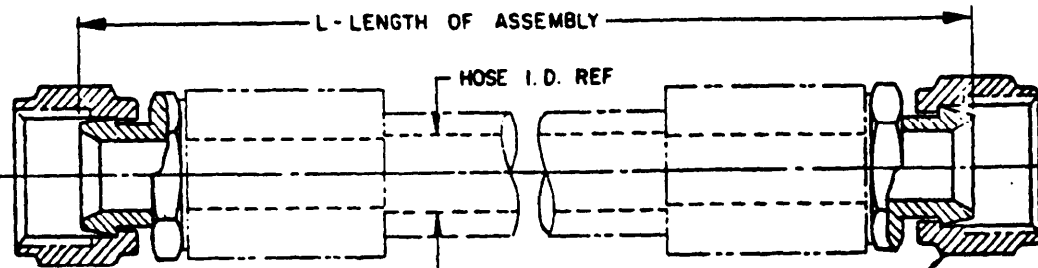 L-LENGTH OF ASSEMBLY
HOSE I.D. REF